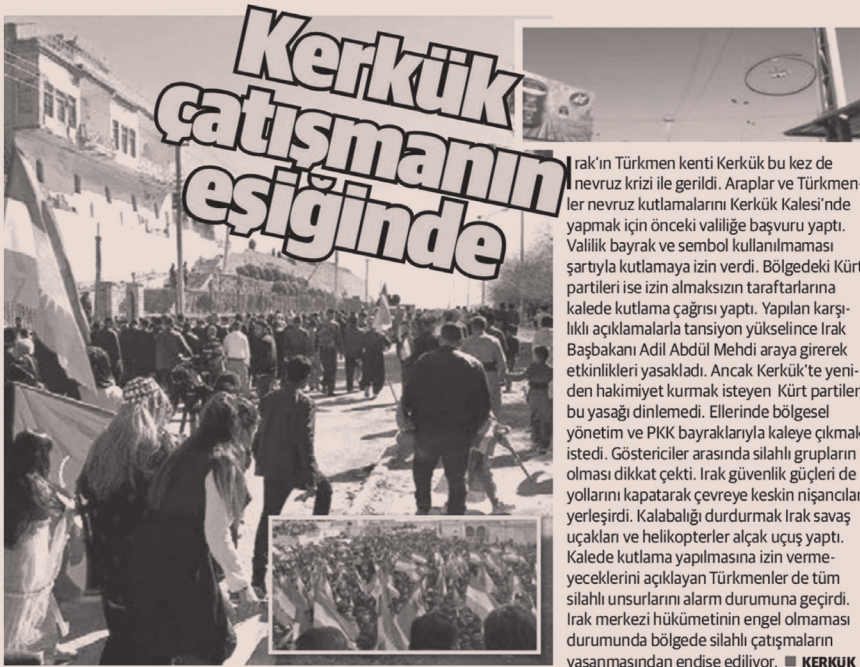 Kerkük
çatışmanın
eşiğinde
Irak'ın Türkmen kenti Kerkük bu kez de
nevruz krizi ile gerildi. Araplar ve Türkmen-
ler nevruz kutlamalarını Kerkük Kalesi'nde
yapmak için önceki valiliğe başvuru yaptı.
Valilik bayrak ve sembol kullanılmaması
şartıyla kutlamaya izin verdi. Bölgedeki Kürt
partileri ise izin almaksızın taraftarlarına
kalede kutlama çağrısı yaptı. Yapılan karşı-
lıklı açıklamalarla tansiyon yükselince Irak
Başbakanı Adil Abdül Mehdi araya girerek
etkinlikleri yasakladı. Ancak Kerkük'te yeni-
den hakimiyet kurmak isteyen Kürt partiler
bu yasağı dinlemedi. Ellerinde bölgesel
yönetim ve PKK bayraklarıyla kaleye çıkmak
istedi. Göstericiler arasında silahlı grupların
olması dikkat çekti. Irak güvenlik güçleri de
yollarını kapatarak çevreye keskin nişancılar
yerleşirdi. Kalabalığı durdurmak Irak savaş
uçakları ve helikopterler alçak uçuş yaptı.
Kalede kutlama yapılmasına izin verme-
yeceklerini açıklayan Türkmenler de tüm
silahlı unsurlarını alarm durumuna geçirdi.
Irak merkezi hükümetinin engel olmaması
durumunda bölgede silahlı çatışmaların
yaşanmasından endişe ediliyor. ■ KERKÜK